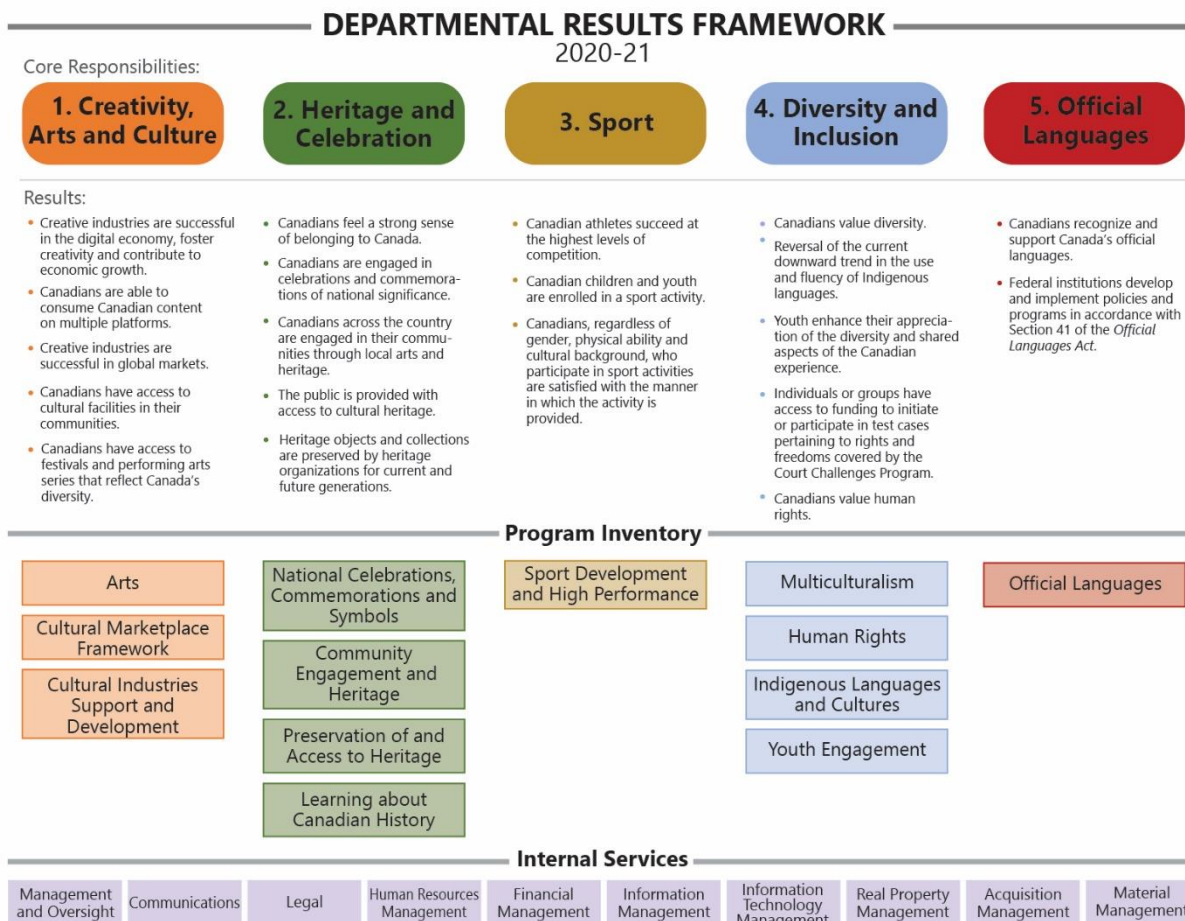 DEPARTMENTAL RESULTS FRAMEWORK
2020-21
Core Responsibilities:
1. Creativity,
Arts and Culture
2. Heritage and
Celebration
3. Sport
4. Diversity and
Inclusion
5. Official
Languages
Results:
• Creative industries are successful
in the digital economy, foster
creativity and contribute to
economic growth.
• Canadians are able to
consume Canadian content
on multiple platforms.
• Creative industries are
successful in global markets.
• Canadians have access to
cultural facilities in their
communities.
• Canadians have access to
festivals and performing arts
series that reflect Canada's
diversity.
• Canadians feel a strong sense
of belonging to Canada.
• Canadians are engaged in
celebrations and commemora-
tions of national significance.
• Canadians across the country
are engaged in their commu-
nities through local arts and
heritage.
• The public is provided with
access to cultural heritage.
• Heritage objects and collections
are preserved by heritage
organizations for current and
future generations.
• Canadian athletes succeed at
the highest levels of
competition.
• Canadian children and youth
are enrolled in a sport activity.
• Canadians, regardless of
gender, physical ability and
cultural background, who
participate in sport activities
are satisfied with the manner
in which the activity is
provided.
• Canadians value diversity.
• Reversal of the current
downward trend in the use
and fluency of Indigenous
languages.
• Youth enhance their apprecia-
tion of the diversity and shared
aspects of the Canadian
experience.
• Individuals or groups have
access to funding to initiate
or participate in test cases
pertaining to rights and
freedoms covered by the
Court Challenges Program.
• Canadians value human
rights.
• Canadians recognize and
support Canada's official
languages.
• Federal institutions develop
and implement policies and
programs in accordance with
Section 41 of the Official
Languages Act.
Program Inventory
Arts
Cultural Marketplace
Framework
Cultural Industries
Support and
Development
National Celebrations,
Commemorations and
Symbols
Community
Engagement and
Heritage
Preservation of and
Access to Heritage
Learning about
Canadian History
Sport Development
and High Performance
Multiculturalism
Human Rights
Indigenous Languages
and Cultures
Youth Engagement
Official Languages
Internal Services
Management
and Oversight
Communications
Legal
Human Resources
Management
Financial
Management
Information
Management
Information
Technology
Management
Real Property
Management
Acquisition
Management
Material
Management